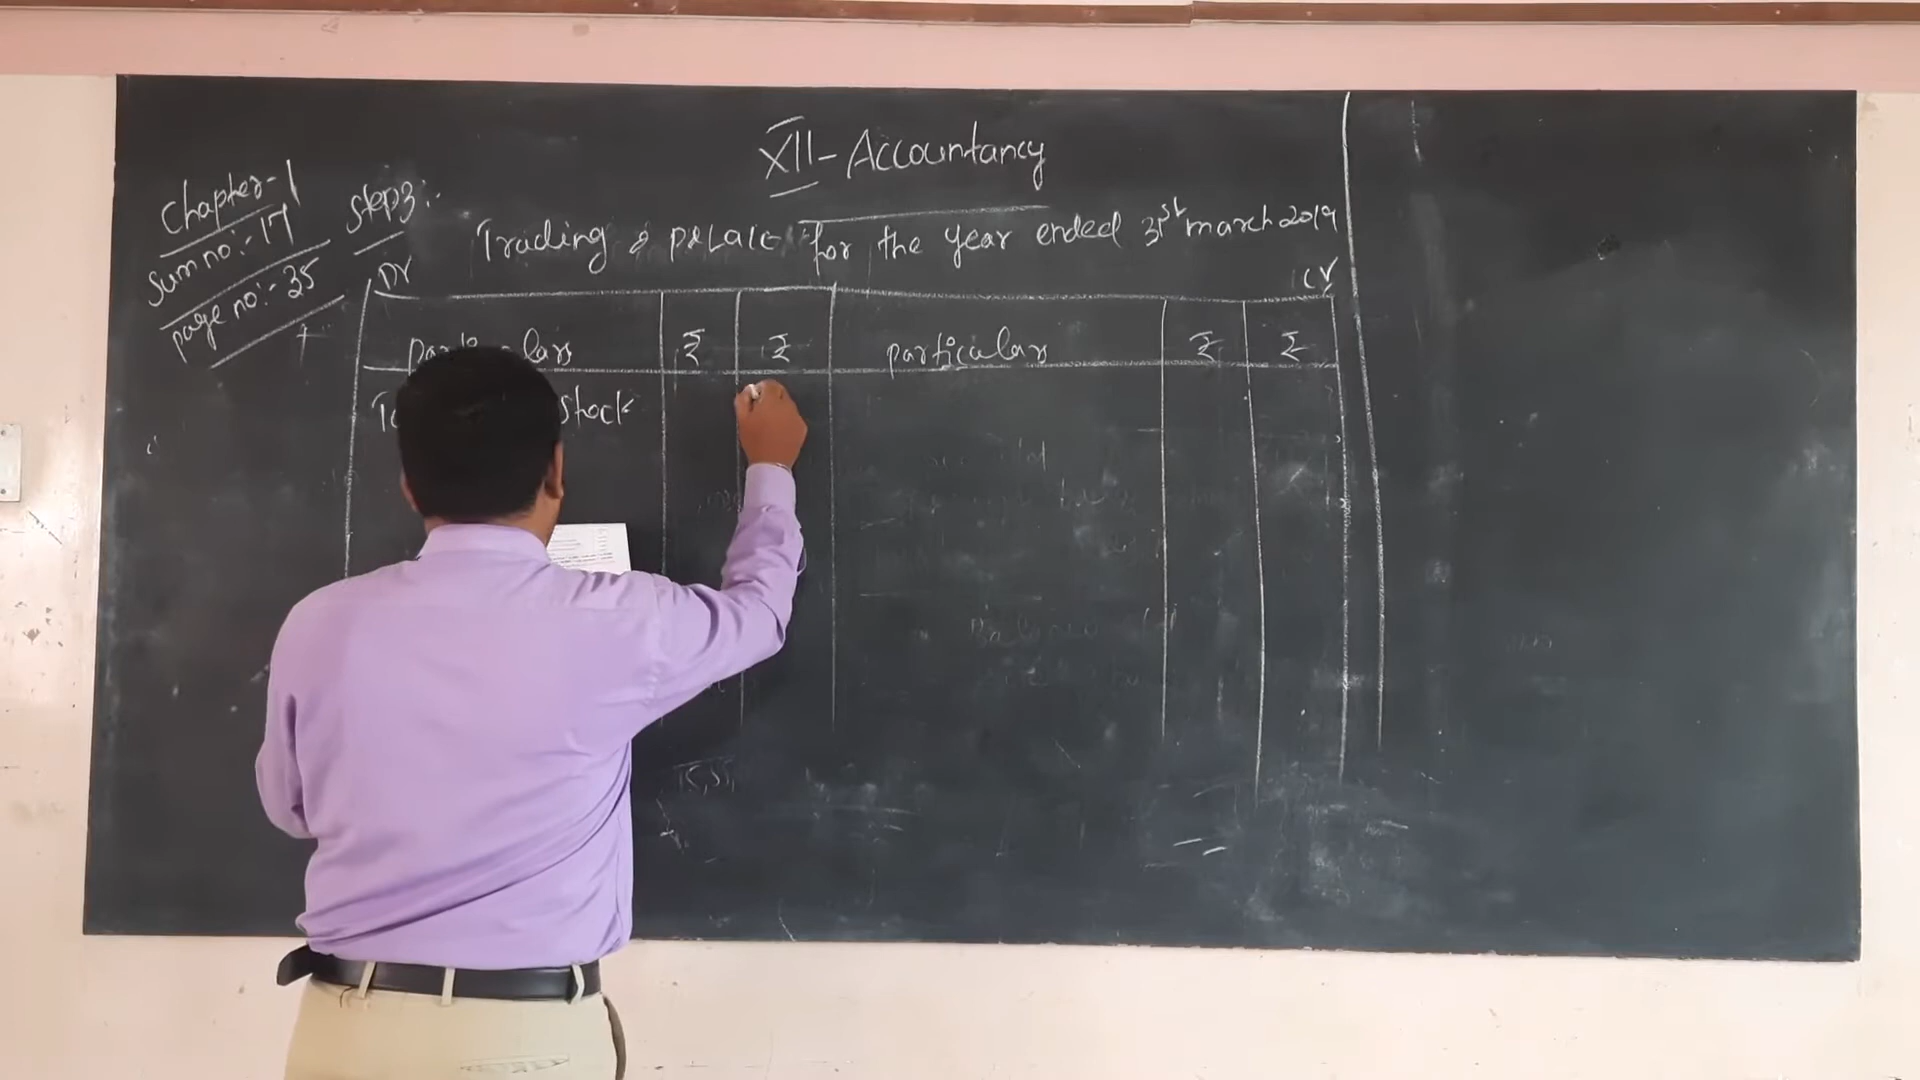 XII-Accountancy
chapter-1
sum no:-17
page no:-35
step3:-
Trading & P&L a/c for the year ended 31st march 2019
Dr
Cr
₹ ₹ particulars ₹ ₹
To stock